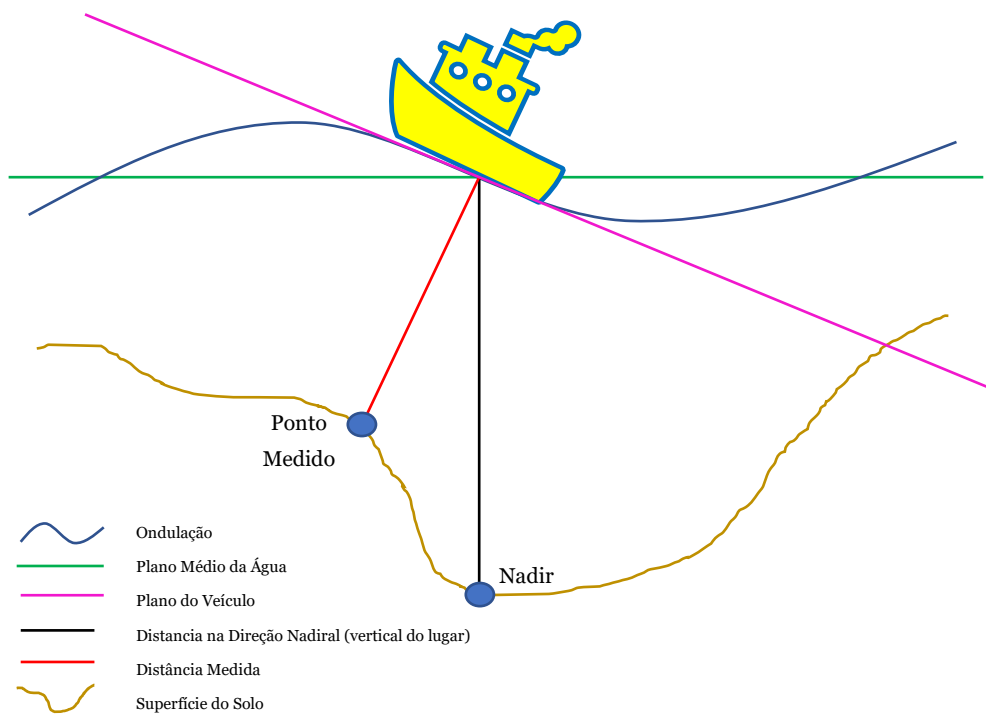 Ponto
Medido
Nadir
Ondulação
Plano Médio da Água
Plano do Veículo
Distancia na Direção Nadiral (vertical do lugar)
Distância Medida
Superfície do Solo